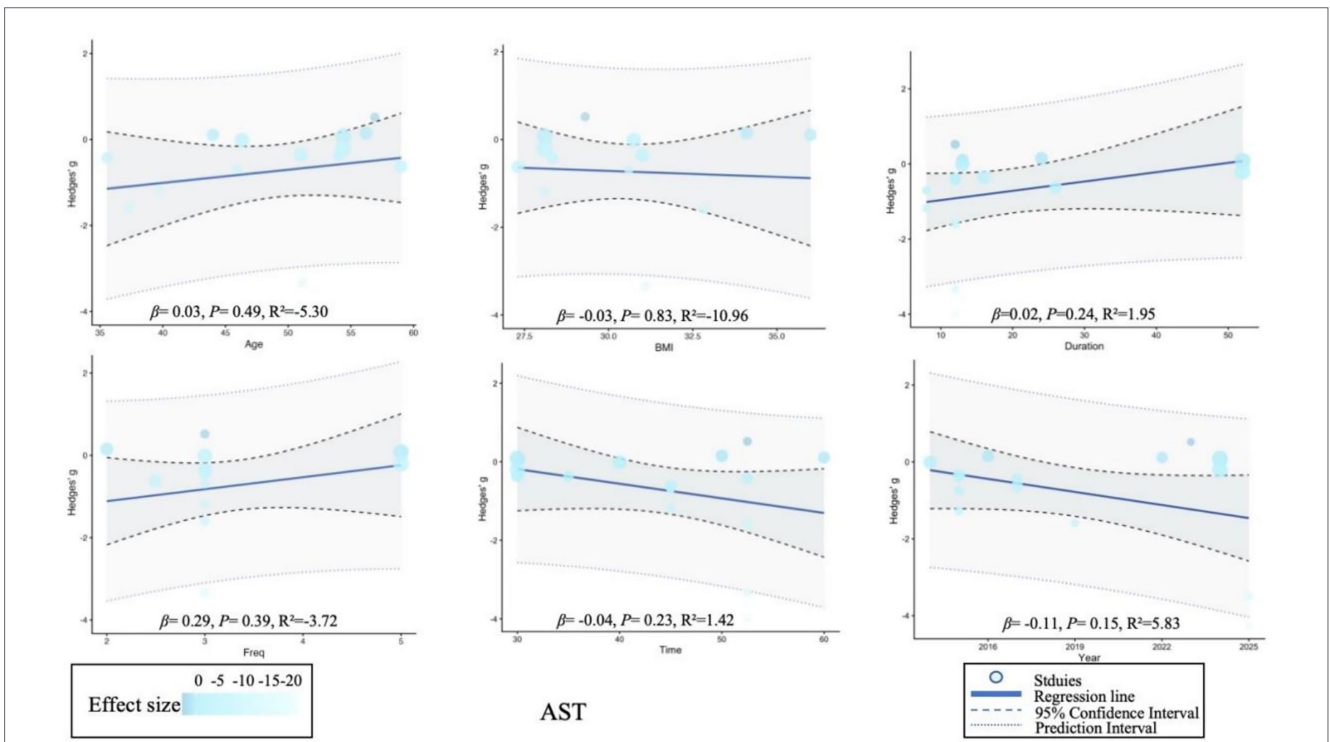 2
0
-2
-4
Hedges' g
β= 0.03, P= 0.49, R²=-5.30
35 40 45 50 55 60
Age
2
0
-2
-4
Hedges' g
β= -0.03, P= 0.83, R²=-10.96
27.5 30.0 32.5 35.0
BMI
2
0
-2
-4
Hedges' g
β=0.02, P=0.24, R²=1.95
10 20 30 40 50
Duration
2
0
-2
-4
Hedges' g
β= 0.29, P= 0.39, R²=-3.72
2 3 4 5
Freq
2
0
-2
-4
Hedges' g
β= -0.04, P= 0.23, R²=1.42
30 40 50 60
Time
2
0
-2
-4
Hedges' g
β= -0.11, P= 0.15, R²=5.83
2016 2019 2022 2025
Year
0 -5 -10 -15 -20
Effect size
AST
Stduies
Regression line
95% Confidence Interval
Prediction Interval